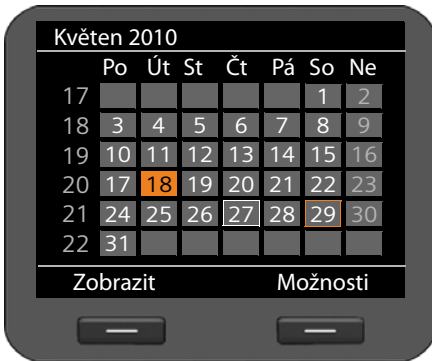 Květen 2010
Po Út St Čt Pá So Ne
17 1 2
18 3 4 5 6 7 8 9
19 10 11 12 13 14 15 16
20 17 18 19 20 21 22 23
21 24 25 26 27 28 29 30
22 31
Zobrazit Možnosti